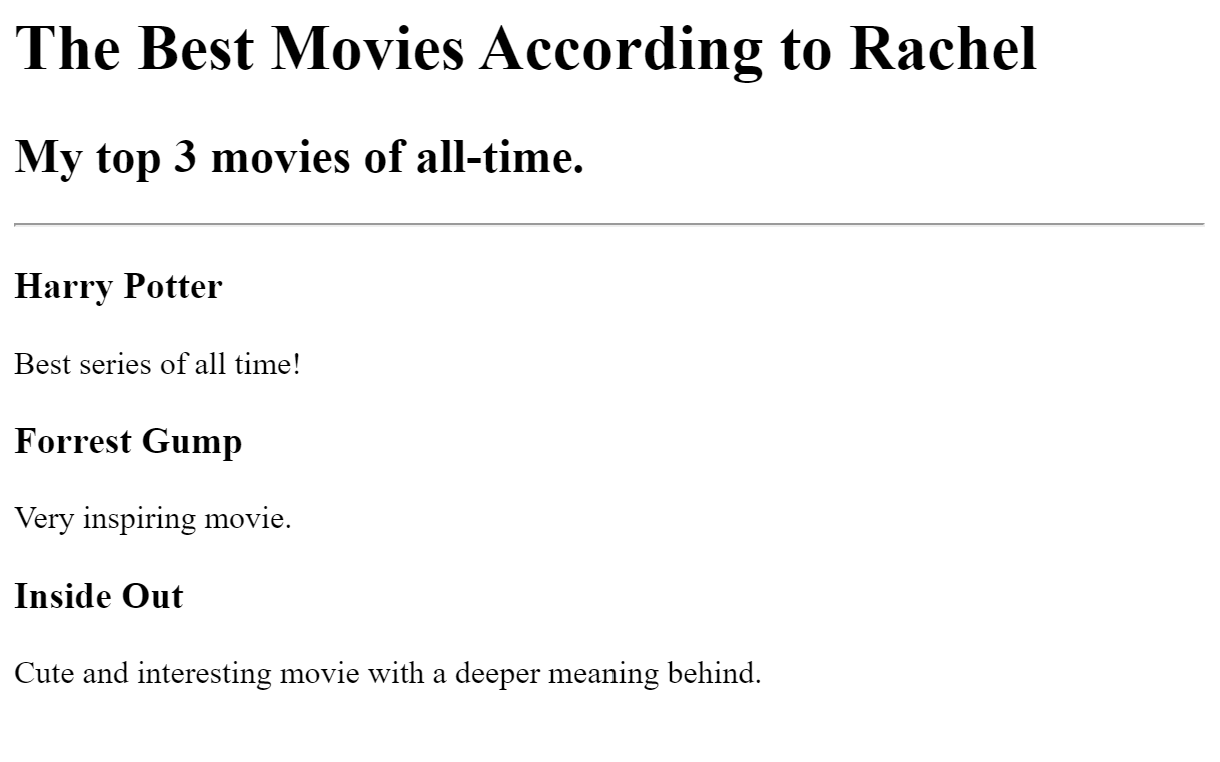 The Best Movies According to Rachel
My top 3 movies of all-time.
Harry Potter
Best series of all time!
Forrest Gump
Very inspiring movie.
Inside Out
Cute and interesting movie with a deeper meaning behind.